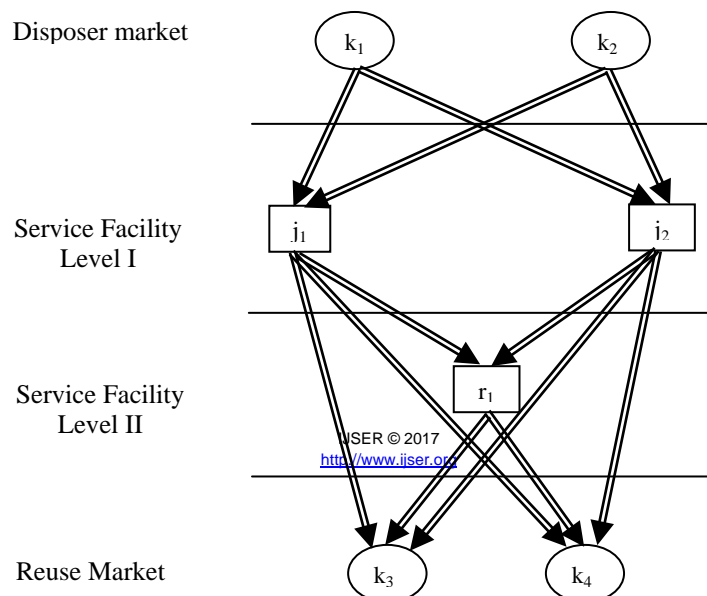 Disposer market
k1
k2
Service Facility
Level I
j1
j2
Service Facility
Level II
r1
IJSER © 2017
http://www.ijser.org
Reuse Market
k3
k4